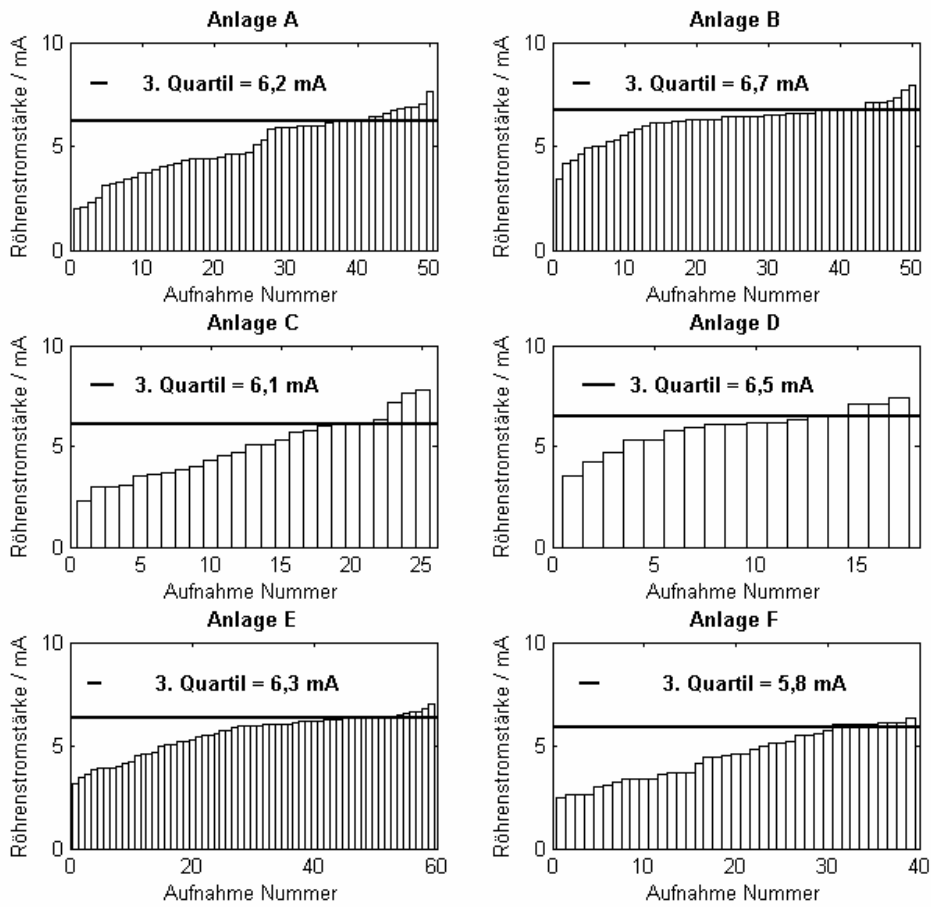 Anlage A
Röhrenstromstärke / mA
10
5
0
3. Quartil = 6,2 mA
0 10 20 30 40 50
Aufnahme Nummer
Anlage B
Röhrenstromstärke / mA
10
5
0
3. Quartil = 6,7 mA
0 10 20 30 40 50
Aufnahme Nummer
Anlage C
Röhrenstromstärke / mA
10
5
0
3. Quartil = 6,1 mA
0 5 10 15 20 25
Aufnahme Nummer
Anlage D
Röhrenstromstärke / mA
10
5
0
3. Quartil = 6,5 mA
0 5 10 15
Aufnahme Nummer
Anlage E
Röhrenstromstärke / mA
10
5
0
3. Quartil = 6,3 mA
0 20 40 60
Aufnahme Nummer
Anlage F
Röhrenstromstärke / mA
10
5
0
3. Quartil = 5,8 mA
0 10 20 30 40
Aufnahme Nummer